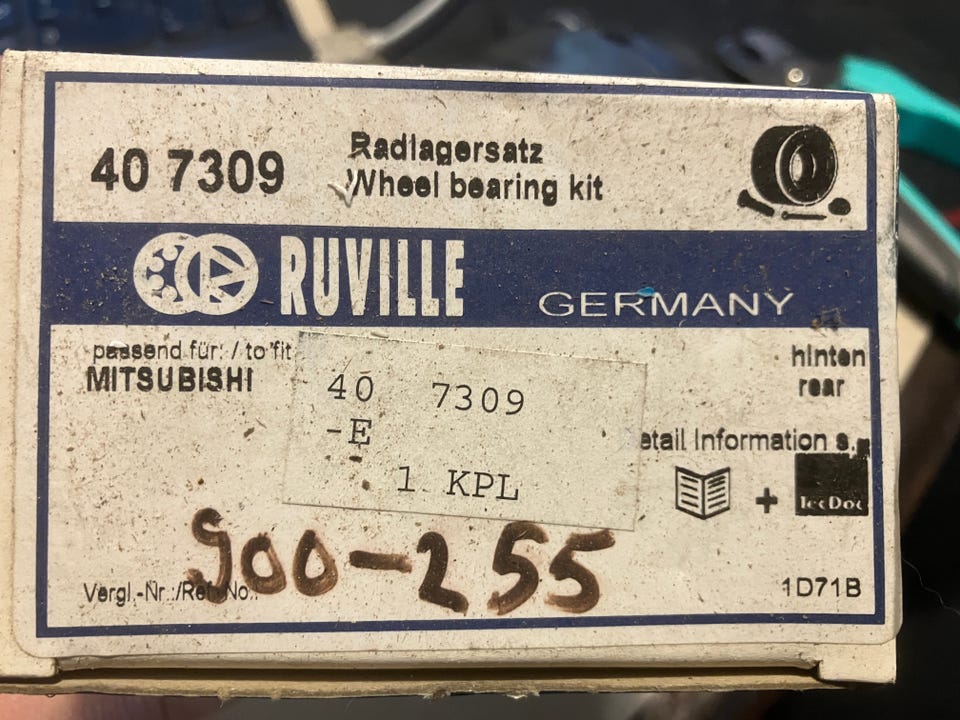 40 7309
Radlagersatz
Wheel bearing kit
RUVILLE
GERMANY
passend für: / to fit
MITSUBISHI
hinten
rear
40 7309
-E
1 KPL
etail Information s.
+
TecDoc
900-255
Vergl.-Nr.:/Ref. No.:
1D71B